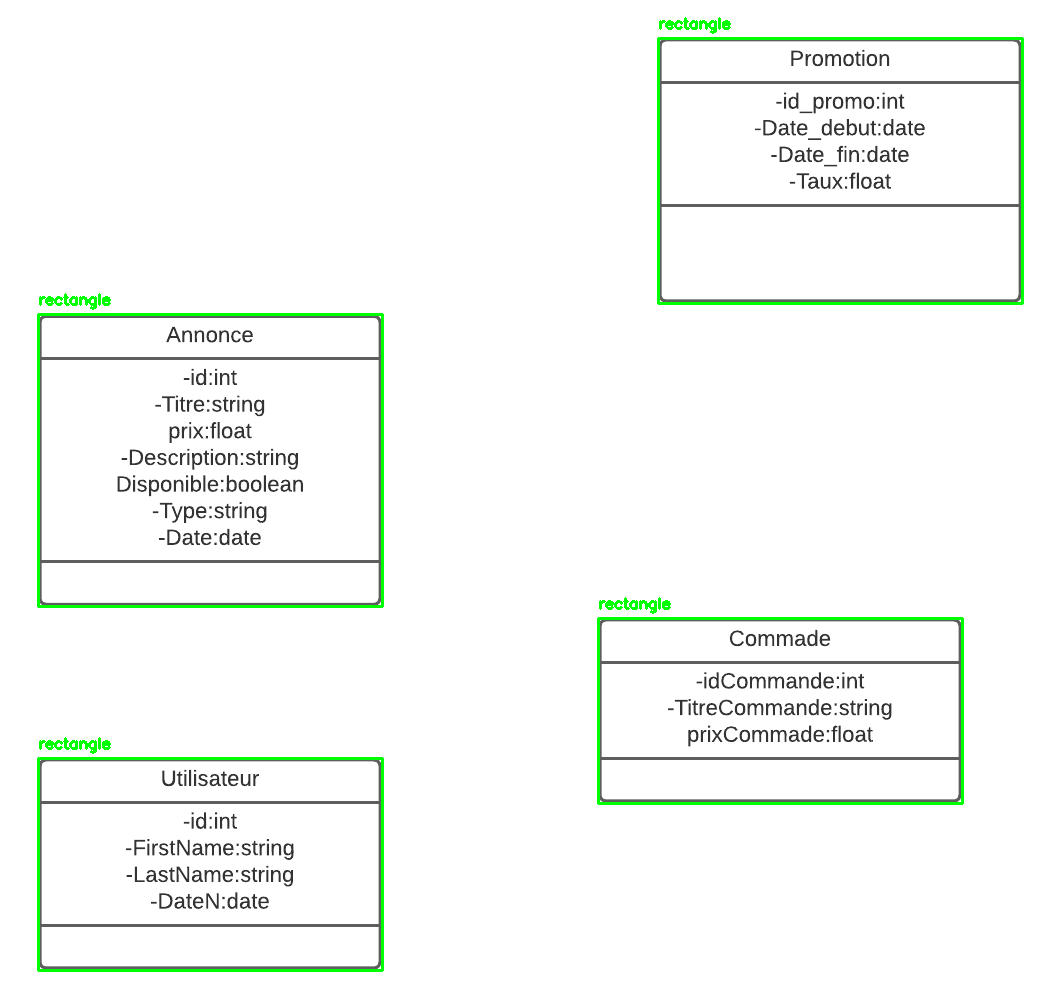 rectangle
Promotion
-id_promo:int
-Date_debut:date
-Date_fin:date
-Taux:float
rectangle
Annonce
-id:int
-Titre:string
prix:float
-Description:string
Disponible:boolean
-Type:string
-Date:date
rectangle
Commade
-idCommande:int
-TitreCommande:string
prixCommade:float
rectangle
Utilisateur
-id:int
-FirstName:string
-LastName:string
-DateN:date